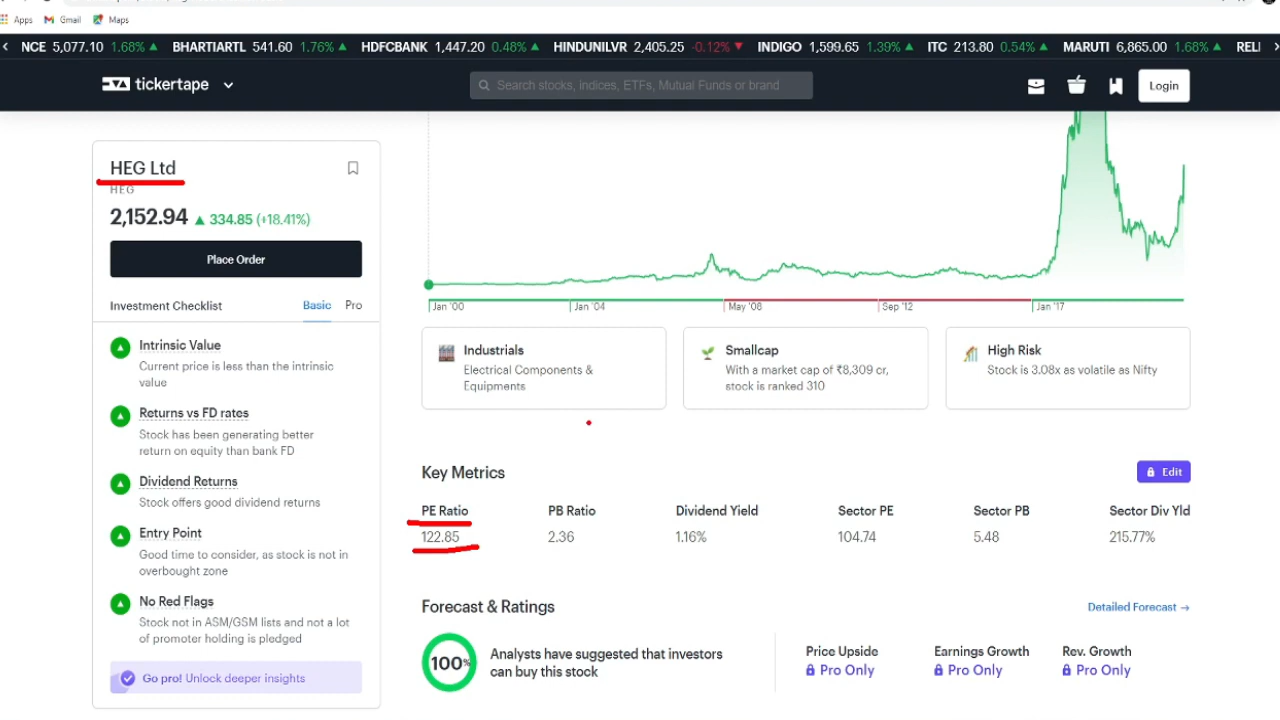 Apps Gmail Maps
NCE 5,077.10 1.68% ▲ BHARTIARTL 541.60 1.76% ▲ HDFCBANK 1,447.20 0.48% ▲ HINDUNILVR 2,405.25 -0.12% ▼ INDIGO 1,599.65 1.39% ▲ ITC 213.80 0.54% ▲ MARUTI 6,865.00 1.68% ▲ RELI
tickertape Search stocks, indices, ETFs, Mutual Funds or brand Login
HEG Ltd
HEG
2,152.94 ▲ 334.85 (+18.41%)
Place Order
Investment Checklist Basic Pro
Intrinsic Value
Current price is less than the intrinsic
value
Returns vs FD rates
Stock has been generating better
return on equity than bank FD
Dividend Returns
Stock offers good dividend returns
Entry Point
Good time to consider, as stock is not in
overbought zone
No Red Flags
Stock not in ASM/GSM lists and not a lot
of promoter holding is pledged
Go pro! Unlock deeper insights
Jan '00 Jan '04 May '08 Sep '12 Jan '17
Industrials
Electrical Components &
Equipments
Smallcap
With a market cap of ₹8,309 cr,
stock is ranked 310
High Risk
Stock is 3.08x as volatile as Nifty
Key Metrics Edit
PE Ratio PB Ratio Dividend Yield Sector PE Sector PB Sector Div Yld
122.85 2.36 1.16% 104.74 5.48 215.77%
Forecast & Ratings Detailed Forecast →
100%
Analysts have suggested that investors
can buy this stock
Price Upside Earnings Growth Rev. Growth
Pro Only Pro Only Pro Only